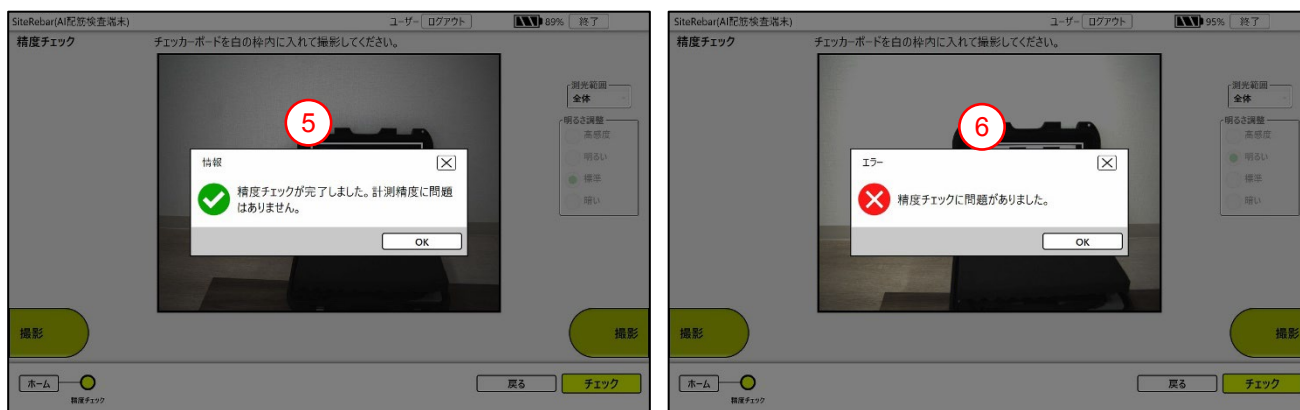 SiteRebar(AI配筋検査端末)
ユーザー ログアウト 89% 終了
精度チェック
チェッカーボードを白の枠内に入れて撮影してください。
測光範囲
全体
明るさ調整
高感度
明るい
標準
暗い
5
情報
精度チェックが完了しました。計測精度に問題
はありません。
OK
撮影
撮影
ホーム
精度チェック
戻る
チェック
SiteRebar(AI配筋検査端末)
ユーザー ログアウト 95% 終了
精度チェック
チェッカーボードを白の枠内に入れて撮影してください。
測光範囲
全体
明るさ調整
高感度
明るい
標準
暗い
6
エラー
精度チェックに問題がありました。
OK
撮影
撮影
ホーム
精度チェック
戻る
チェック